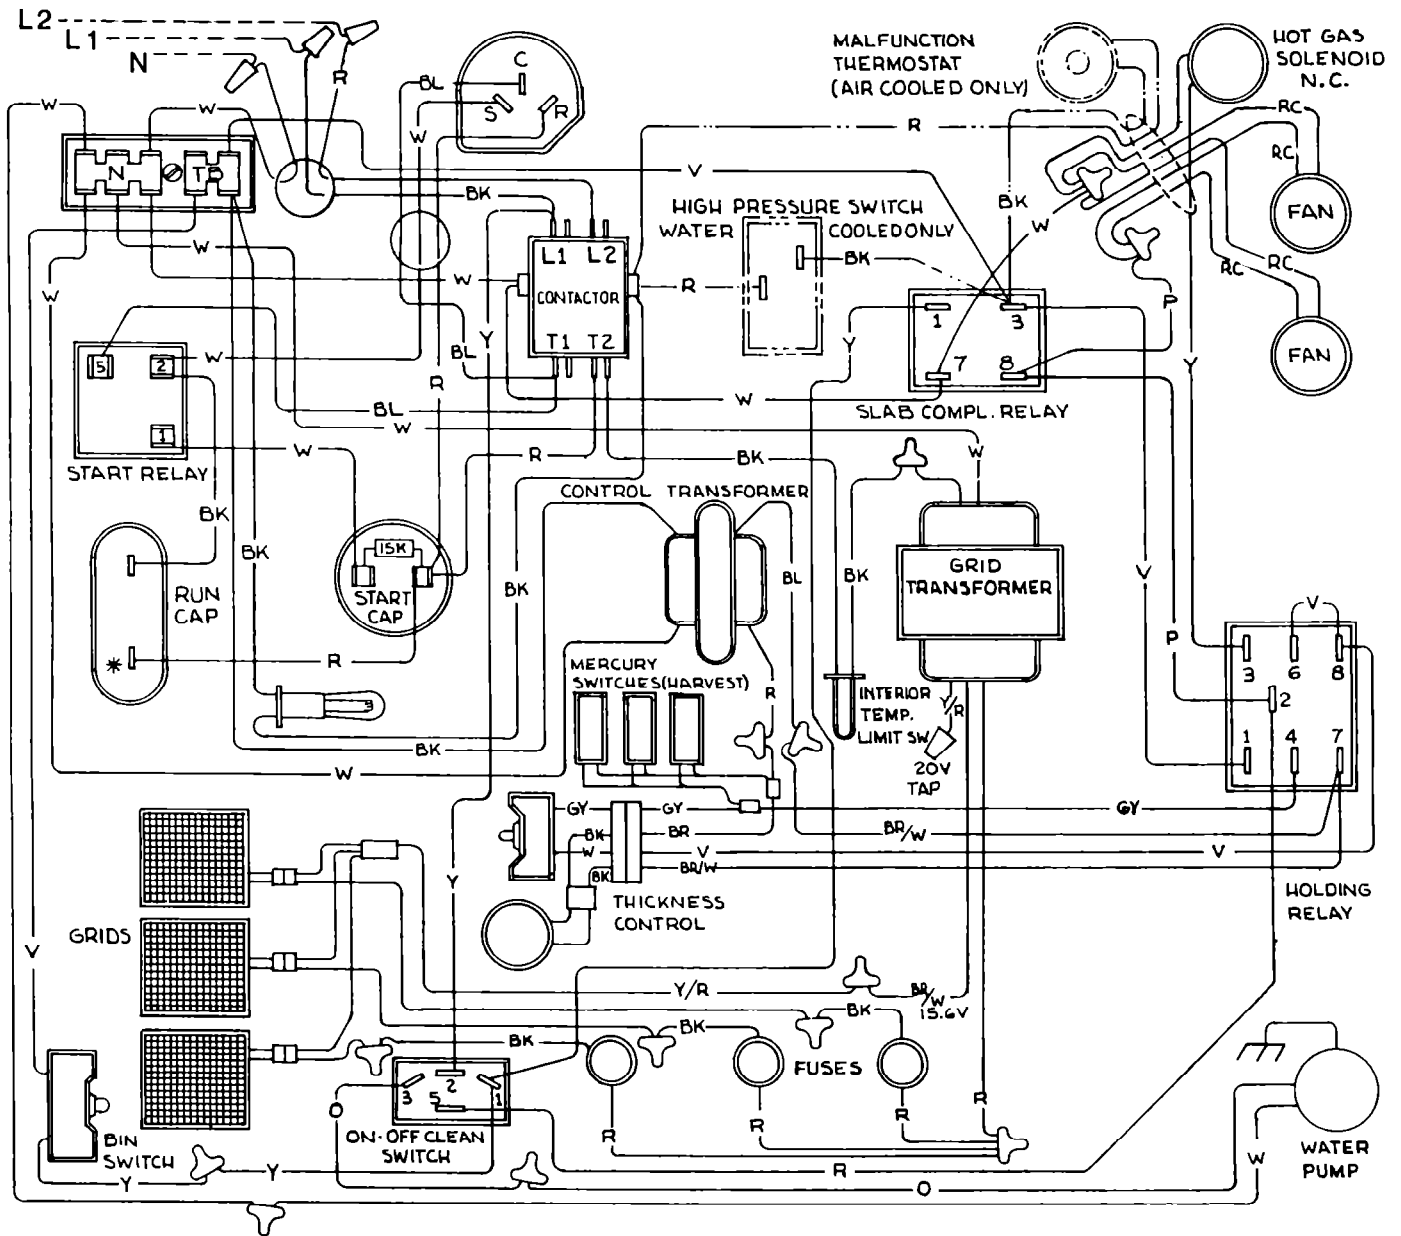 L2
L1
N
R
C
S
R
BL
W
MALFUNCTION
THERMOSTAT
(AIR COOLED ONLY)
HOT GAS
SOLENOID
N.C.
RC
RC
FAN
RC
RC
FAN
W
W
N
TB
R
V
BK
BK
W
HIGH PRESSURE SWITCH
WATER COOLED ONLY
BK
R
W
W
W
L1 L2
CONTACTOR
T1 T2
P
1
3
7
8
SLAB COMPL. RELAY
Y
Y
Y
W
5
2
1
START RELAY
W
BL
R
BL
W
W
W
R
BK
W
CONTROL TRANSFORMER
BK
BK
RUN
CAP
*
R
15K
START
CAP
BK
BL
BK
GRID
TRANSFORMER
V
V
P
3
6
8
2
1
4
7
HOLDING
RELAY
MERCURY
SWITCHES (HARVEST)
R
INTERIOR
TEMP.
LIMIT SW.
Y/R
20V
TAP
BK
W
GY
GY
GY
BK
BR
BR/W
W
V
V
BK
BR/W
THICKNESS
CONTROL
GRIDS
V
Y
Y/R
BR/W
15.6V
BK
BK
BK
FUSES
3
2
5
1
ON-OFF CLEAN
SWITCH
O
R
R
R
R
BIN
SWITCH
Y
Y
R
O
W
WATER
PUMP